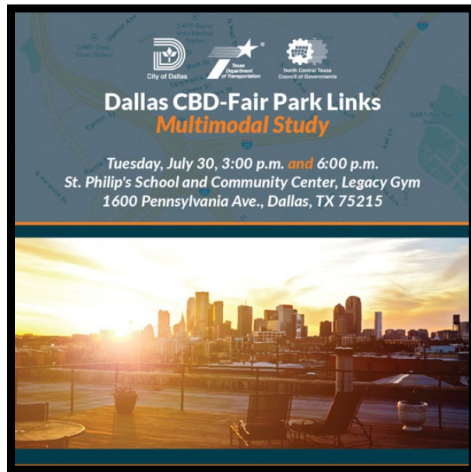 City of Dallas
Texas
Department
of Transportation
North Central Texas
Council of Governments
Dallas CBD-Fair Park Links
Multimodal Study
Tuesday, July 30, 3:00 p.m. and 6:00 p.m.
St. Philip's School and Community Center, Legacy Gym
1600 Pennsylvania Ave., Dallas, TX 75215